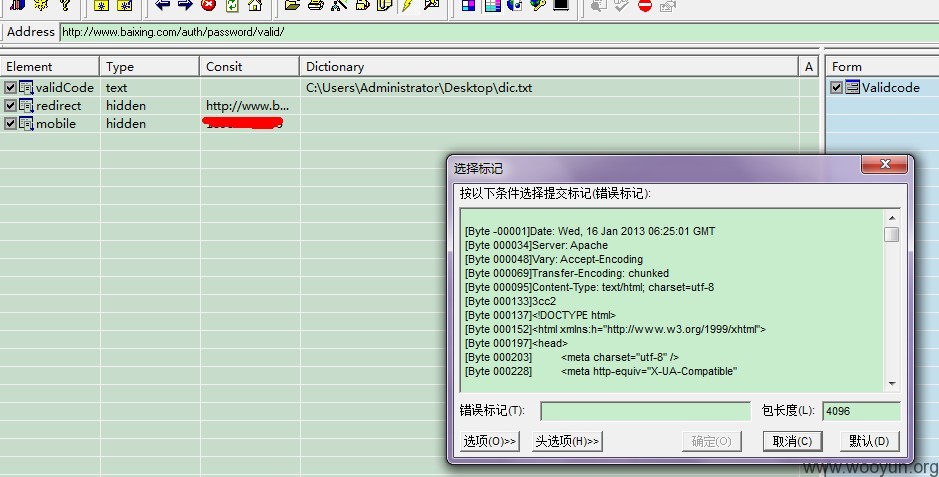 Address http://www.baixing.com/auth/password/valid/
Element Type Consit Dictionary A Form
validCode text C:\Users\Administrator\Desktop\dic.txt Validcode
redirect hidden http://www.b...
mobile hidden
选择标记
按以下条件选择提交标记(错误标记):
[Byte -00001]Date: Wed, 16 Jan 2013 06:25:01 GMT
[Byte 000034]Server: Apache
[Byte 000048]Vary: Accept-Encoding
[Byte 000069]Transfer-Encoding: chunked
[Byte 000095]Content-Type: text/html; charset=utf-8
[Byte 000133]3cc2
[Byte 000137]<!DOCTYPE html>
[Byte 000152]<html xmlns:h="http://www.w3.org/1999/xhtml">
[Byte 000197]<head>
[Byte 000203] <meta charset="utf-8" />
[Byte 000228] <meta http-equiv="X-UA-Compatible"
错误标记(T): 包长度(L): 4096
选项(O)>> 头选项(H)>> 确定(O) 取消(C) 默认(D)
www.wooyun.org